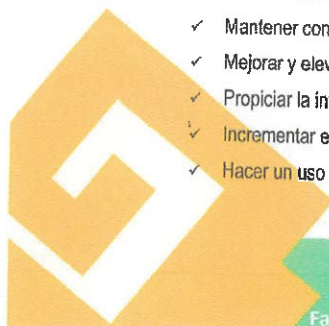 ✓ Mantener con
✓ Mejorar y elev
✓ Propiciar la in
✓ Incrementar e
✓ Hacer un uso
Fa